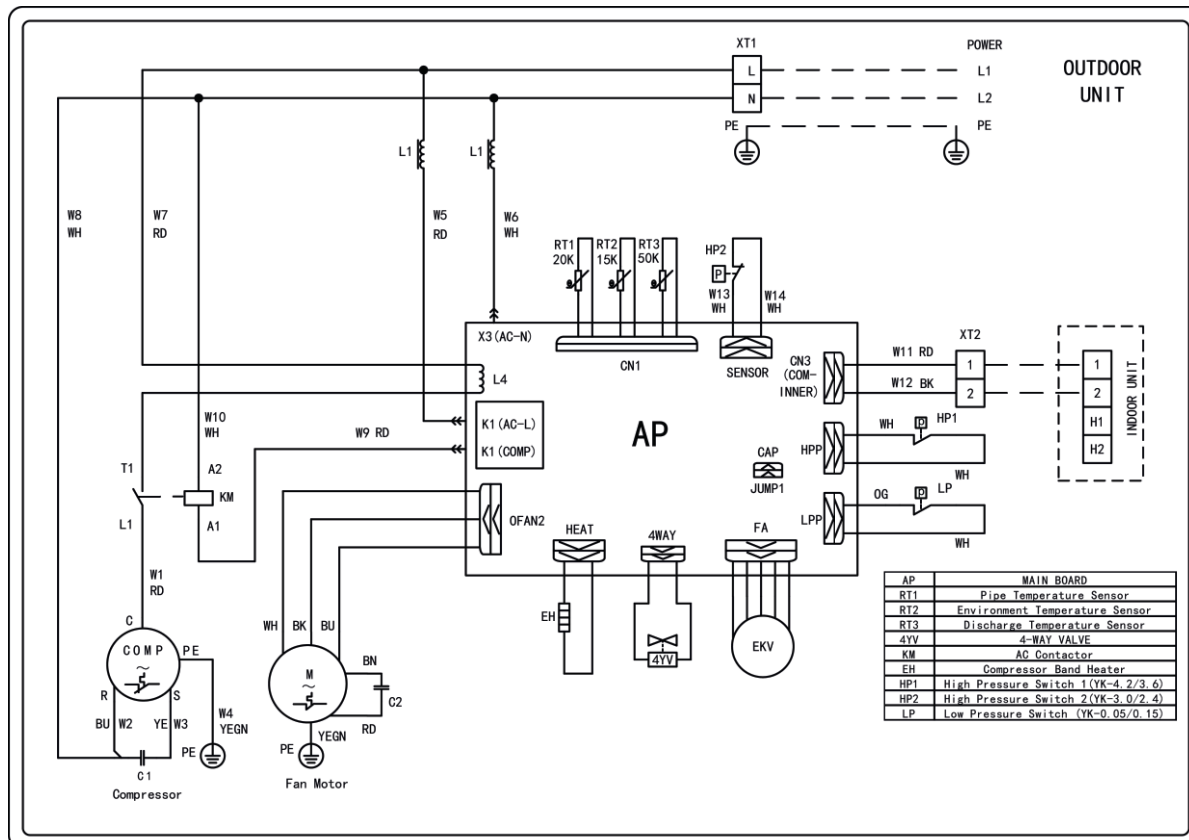 XT1
POWER
L
L1
N
L2
PE
PE
OUTDOOR
UNIT
L1
L1
W8
WH
W7
RD
W5
RD
W6
WH
RT1
20K
RT2
15K
RT3
50K
HP2
P
W13
WH
W14
WH
X3(AC-N)
CN1
SENSOR
CN3
(COM-
INNER)
W11 RD
W12 BK
XT2
1
2
1
2
H1
H2
INDOOR UNIT
L4
K1(AC-L)
K1(COMP)
AP
W10
WH
W9 RD
CAP
JUMP1
HPP
WH
P
HP1
WH
LPP
OG
P
LP
WH
T1
A2
KM
L1
A1
OFAN2
HEAT
4WAY
FA
W1
RD
C
COMP
~
PE
R
S
BU
W2
YE
W3
W4
YEGN
PE
C1
Compressor
WH
BK
BU
M
~
BN
C2
RD
YEGN
PE
Fan Motor
EH
4YV
EKV
AP MAIN BOARD
RT1 Pipe Temperature Sensor
RT2 Environment Temperature Sensor
RT3 Discharge Temperature Sensor
4YV 4-WAY VALVE
KM AC Contactor
EH Compressor Band Heater
HP1 High Pressure Switch 1(YK-4.2/3.6)
HP2 High Pressure Switch 2(YK-3.0/2.4)
LP Low Pressure Switch (YK-0.05/0.15)